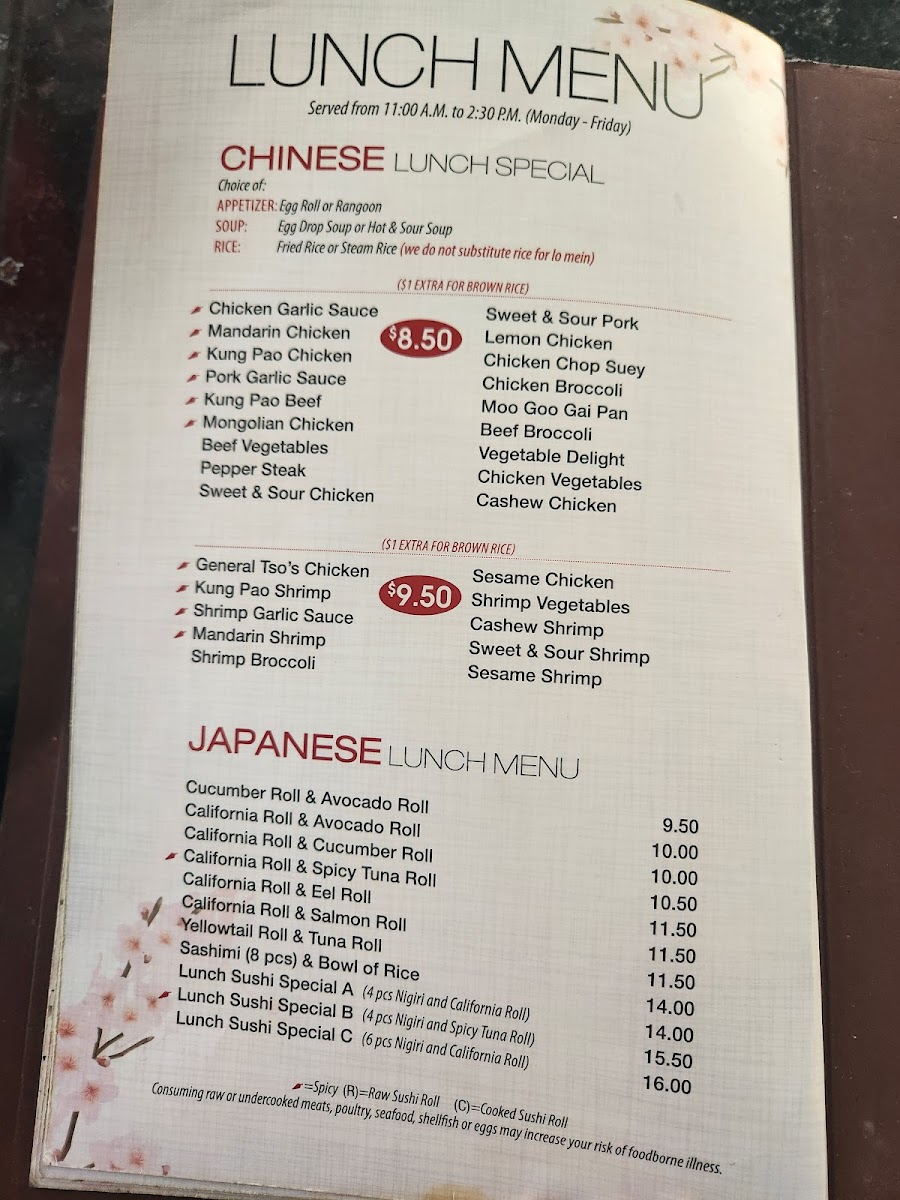 LUNCH MENU
Served from 11:00 A.M. to 2:30 P.M. (Monday - Friday)
CHINESE LUNCH SPECIAL
Choice of:
APPETIZER: Egg Roll or Rangoon
SOUP: Egg Drop Soup or Hot & Sour Soup
RICE: Fried Rice or Steam Rice (we do not substitute rice for lo mein)
($1 EXTRA FOR BROWN RICE)
$8.50
Chicken Garlic Sauce
Mandarin Chicken
Kung Pao Chicken
Pork Garlic Sauce
Kung Pao Beef
Mongolian Chicken
Beef Vegetables
Pepper Steak
Sweet & Sour Chicken
Sweet & Sour Pork
Lemon Chicken
Chicken Chop Suey
Chicken Broccoli
Moo Goo Gai Pan
Beef Broccoli
Vegetable Delight
Chicken Vegetables
Cashew Chicken
($1 EXTRA FOR BROWN RICE)
$9.50
General Tso's Chicken
Kung Pao Shrimp
Shrimp Garlic Sauce
Mandarin Shrimp
Shrimp Broccoli
Sesame Chicken
Shrimp Vegetables
Cashew Shrimp
Sweet & Sour Shrimp
Sesame Shrimp
JAPANESE LUNCH MENU
Cucumber Roll & Avocado Roll 9.50
California Roll & Avocado Roll 10.00
California Roll & Cucumber Roll 10.00
California Roll & Spicy Tuna Roll 10.50
California Roll & Eel Roll 11.50
California Roll & Salmon Roll 11.50
Yellowtail Roll & Tuna Roll 11.50
Sashimi (8 pcs) & Bowl of Rice 14.00
Lunch Sushi Special A (4 pcs Nigiri and California Roll) 14.00
Lunch Sushi Special B (4 pcs Nigiri and Spicy Tuna Roll) 15.50
Lunch Sushi Special C (6 pcs Nigiri and California Roll) 16.00
=Spicy (R)=Raw Sushi Roll (C)=Cooked Sushi Roll
Consuming raw or undercooked meats, poultry, seafood, shellfish or eggs may increase your risk of foodborne illness.